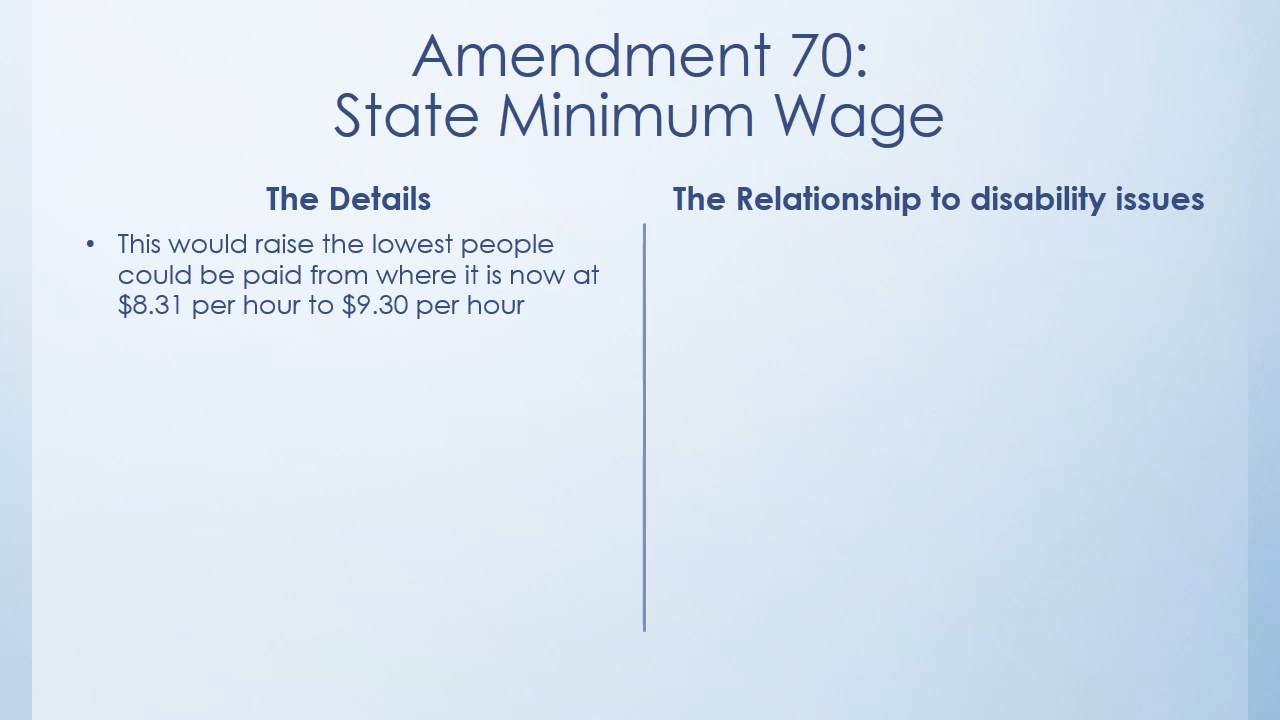 Amendment 70:
State Minimum Wage
The Details
• This would raise the lowest people
could be paid from where it is now at
$8.31 per hour to $9.30 per hour
The Relationship to disability issues